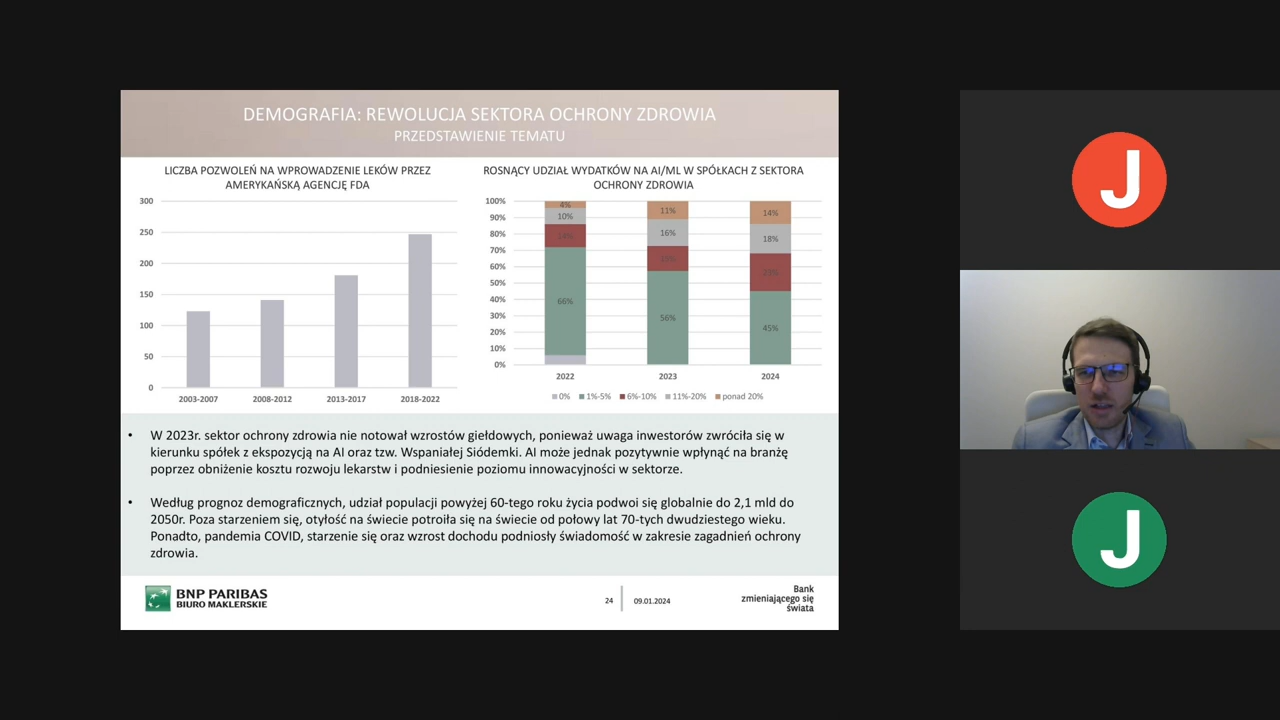 DEMOGRAFIA: REWOLUCJA SEKTORA OCHRONY ZDROWIA
PRZEDSTAWIENIE TEMATU
LICZBA POZWOLEŃ NA WPROWADZENIE LEKÓW PRZEZ
AMERYKAŃSKĄ AGENCJĘ FDA
300
250
200
150
100
50
0
2003-2007
2008-2012
2013-2017
2018-2022
ROSNĄCY UDZIAŁ WYDATKÓW NA AI/ML W SPÓŁKACH Z SEKTORA
OCHRONY ZDROWIA
100%
90%
80%
70%
60%
50%
40%
30%
20%
10%
0%
4%
10%
66%
11%
16%
56%
14%
18%
45%
2022
2023
2024
0%
1%-5%
6%-10%
11%-20%
ponad 20%
• W 2023r. sektor ochrony zdrowia nie notował wzrostów giełdowych, ponieważ uwaga inwestorów zwróciła się w
kierunku spółek z ekspozycją na AI oraz tzw. Wspaniałej Siódemki. AI może jednak pozytywnie wpłynąć na branżę
poprzez obniżenie kosztu rozwoju lekarstw i podniesienie poziomu innowacyjności w sektorze.
• Według prognoz demograficznych, udział populacji powyżej 60-tego roku życia podwoi się globalnie do 2,1 mld do
2050r. Poza starzeniem się, otyłość na świecie potroiła się na świecie od połowy lat 70-tych dwudziestego wieku.
Ponadto, pandemia COVID, starzenie się oraz wzrost dochodu podniosły świadomość w zakresie zagadnień ochrony
zdrowia.
BNP PARIBAS
BIURO MAKLERSKIE
24
09.01.2024
Bank
zmieniającego się
świata
J
J